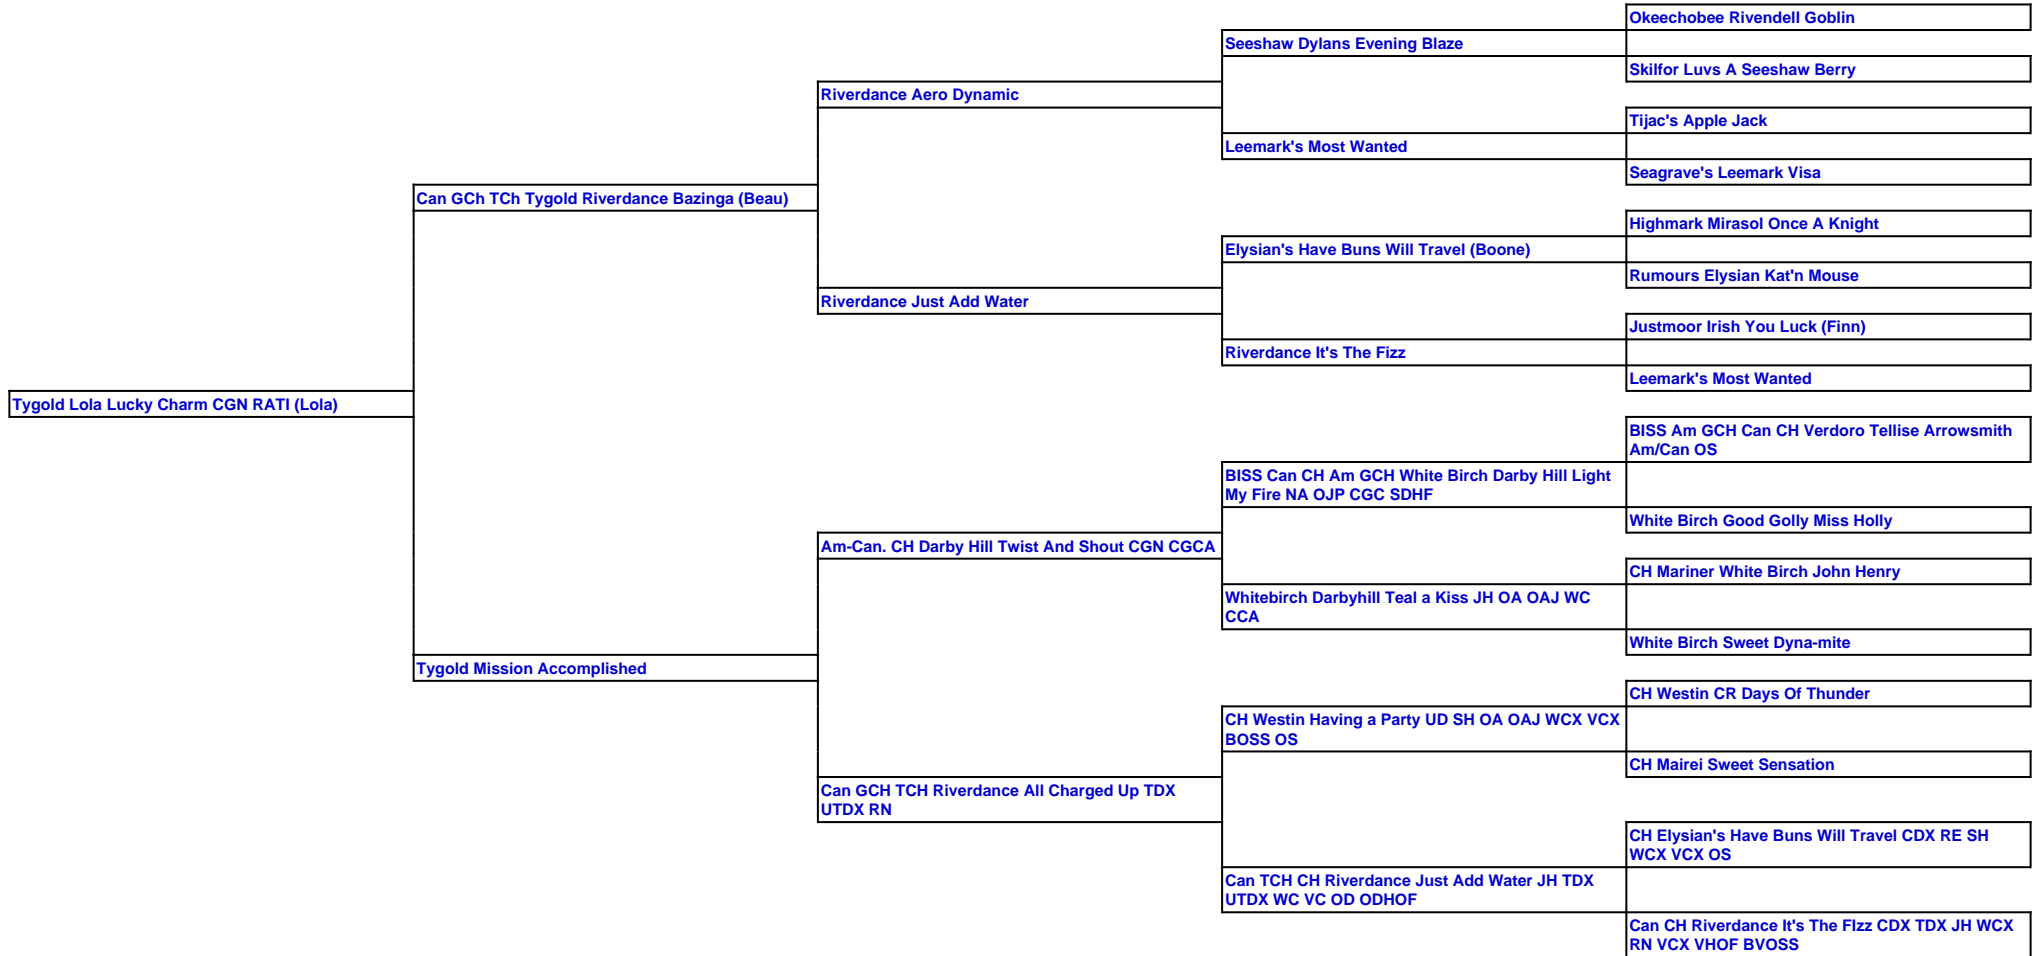 Okeechobee Rivendell Goblin
Seeshaw Dylans Evening Blaze
Skilfor Luvs A Seeshaw Berry
Riverdance Aero Dynamic
Tijac's Apple Jack
Leemark's Most Wanted
Seagrave's Leemark Visa
Can GCh TCh Tygold Riverdance Bazinga (Beau)
Highmark Mirasol Once A Knight
Elysian's Have Buns Will Travel (Boone)
Rumours Elysian Kat'n Mouse
Riverdance Just Add Water
Justmoor Irish You Luck (Finn)
Riverdance It's The Fizz
Leemark's Most Wanted
Tygold Lola Lucky Charm CGN RATI (Lola)
BISS Am GCH Can CH Verdoro Tellise Arrowsmith
Am/Can OS
BISS Can CH Am GCH White Birch Darby Hill Light
My Fire NA OJP CGC SDHF
White Birch Good Golly Miss Holly
Am-Can. CH Darby Hill Twist And Shout CGN CGCA
CH Mariner White Birch John Henry
Whitebirch Darbyhill Teal a Kiss JH OA OAJ WC
CCA
White Birch Sweet Dyna-mite
Tygold Mission Accomplished
CH Westin CR Days Of Thunder
CH Westin Having a Party UD SH OA OAJ WCX VCX
BOSS OS
CH Mairei Sweet Sensation
Can GCH TCH Riverdance All Charged Up TDX
UTDX RN
CH Elysian's Have Buns Will Travel CDX RE SH
WCX VCX OS
Can TCH CH Riverdance Just Add Water JH TDX
UTDX WC VC OD ODHOF
Can CH Riverdance It's The FIzz CDX TDX JH WCX
RN VCX VHOF BVOSS